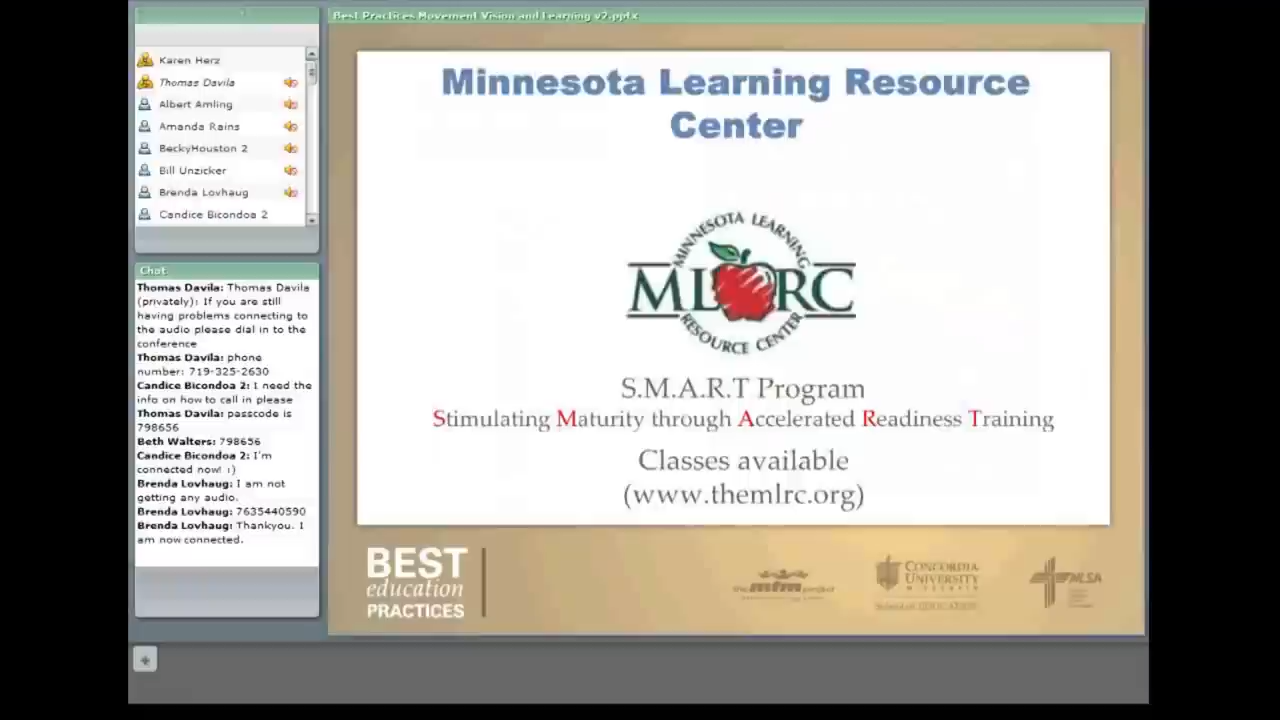 Best Practices Movement Vision and Learning v2.pptx
Karen Herz
Thomas Davila
Albert Amling
Amanda Rains
BeckyHouston 2
Bill Unzicker
Brenda Lovhaug
Candice Bicondoa 2
Chat
Thomas Davila: Thomas Davila
(privately): If you are still
having problems connecting to
the audio please dial in to the
conference
Thomas Davila: phone
number: 719-325-2630
Candice Bicondoa 2: I need the
info on how to call in please
Thomas Davila: passcode is
798656
Beth Walters: 798656
Candice Bicondoa 2: I'm
connected now! :)
Brenda Lovhaug: I am not
getting any audio.
Brenda Lovhaug: 7635440590
Brenda Lovhaug: Thankyou. I
am now connected.
Minnesota Learning Resource
Center
MINNESOTA LEARNING
MLRC
RESOURCE CENTER
S.M.A.R.T Program
Stimulating Maturity through Accelerated Readiness Training
Classes available
(www.themlrc.org)
BEST
education
PRACTICES
the mfm project
CONCORDIA
UNIVERSITY
MLSA